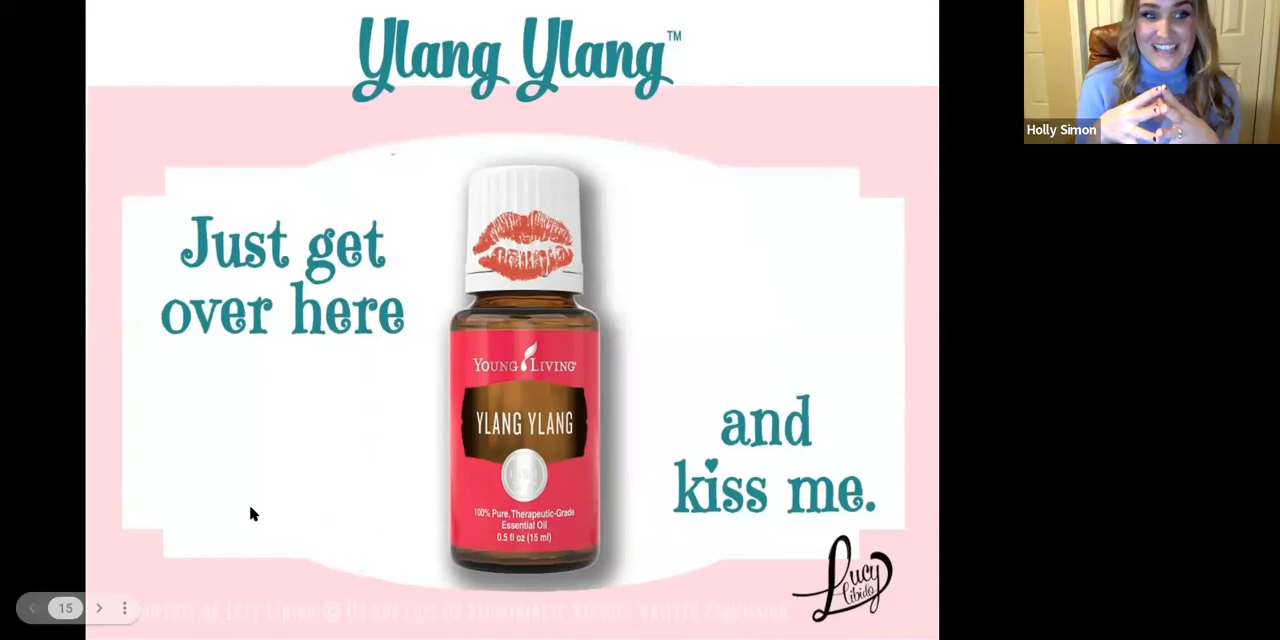 Ylang Ylang™
Just get
over here
YOUNG LIVING
YLANG YLANG
100% Pure, Therapeutic-Grade
Essential Oil
0.5 fl oz (15 ml)
and
kiss me.
Lucy
libido
Holly Simon
15